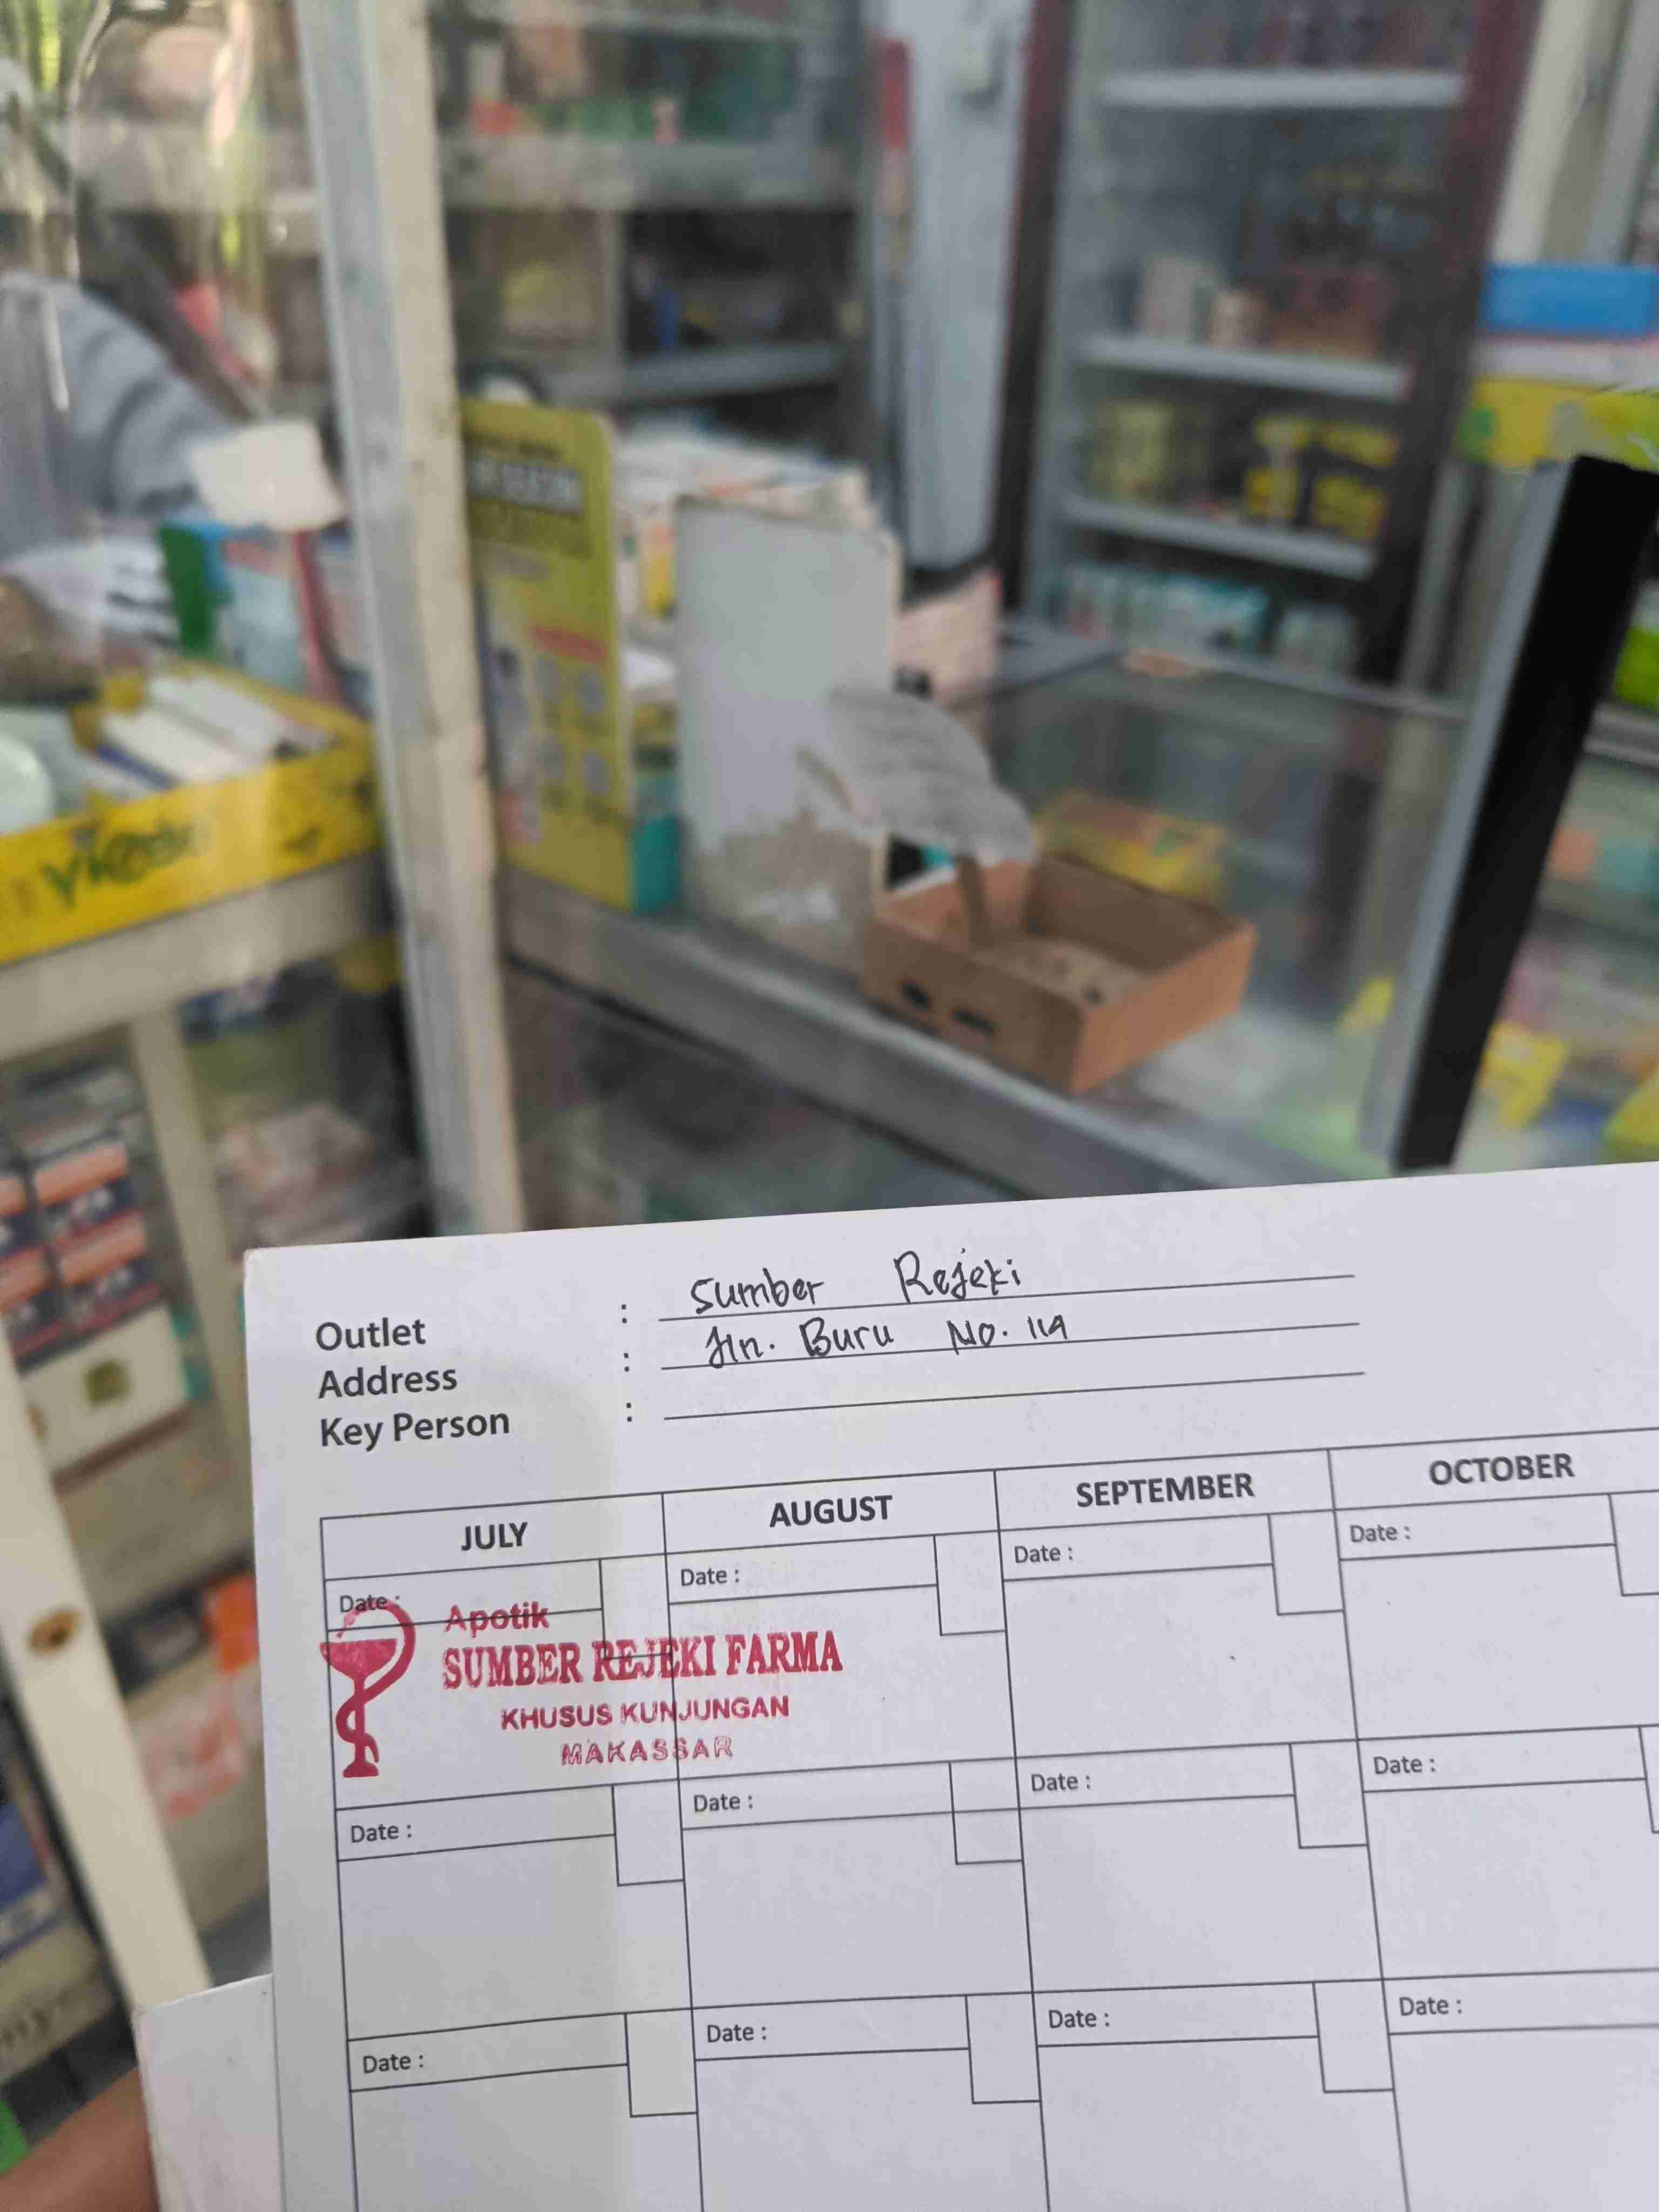 Outlet : Sumber Rejeki
Address : Jln. Buru No. 119
Key Person :
JULY AUGUST SEPTEMBER OCTOBER
Date : Date : Date : Date :
Apotik
SUMBER REJEKI FARMA
KHUSUS KUNJUNGAN
MAKASSAR
Date : Date : Date : Date :
Date : Date : Date : Date :